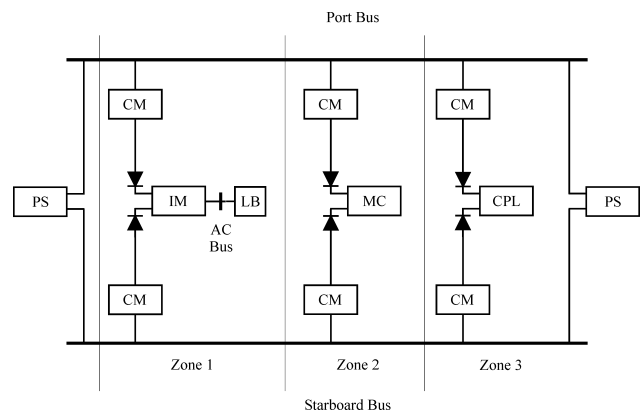 Port Bus
CM
CM
CM
PS
IM
LB
MC
CPL
PS
AC
Bus
CM
CM
CM
Zone 1
Zone 2
Zone 3
Starboard Bus